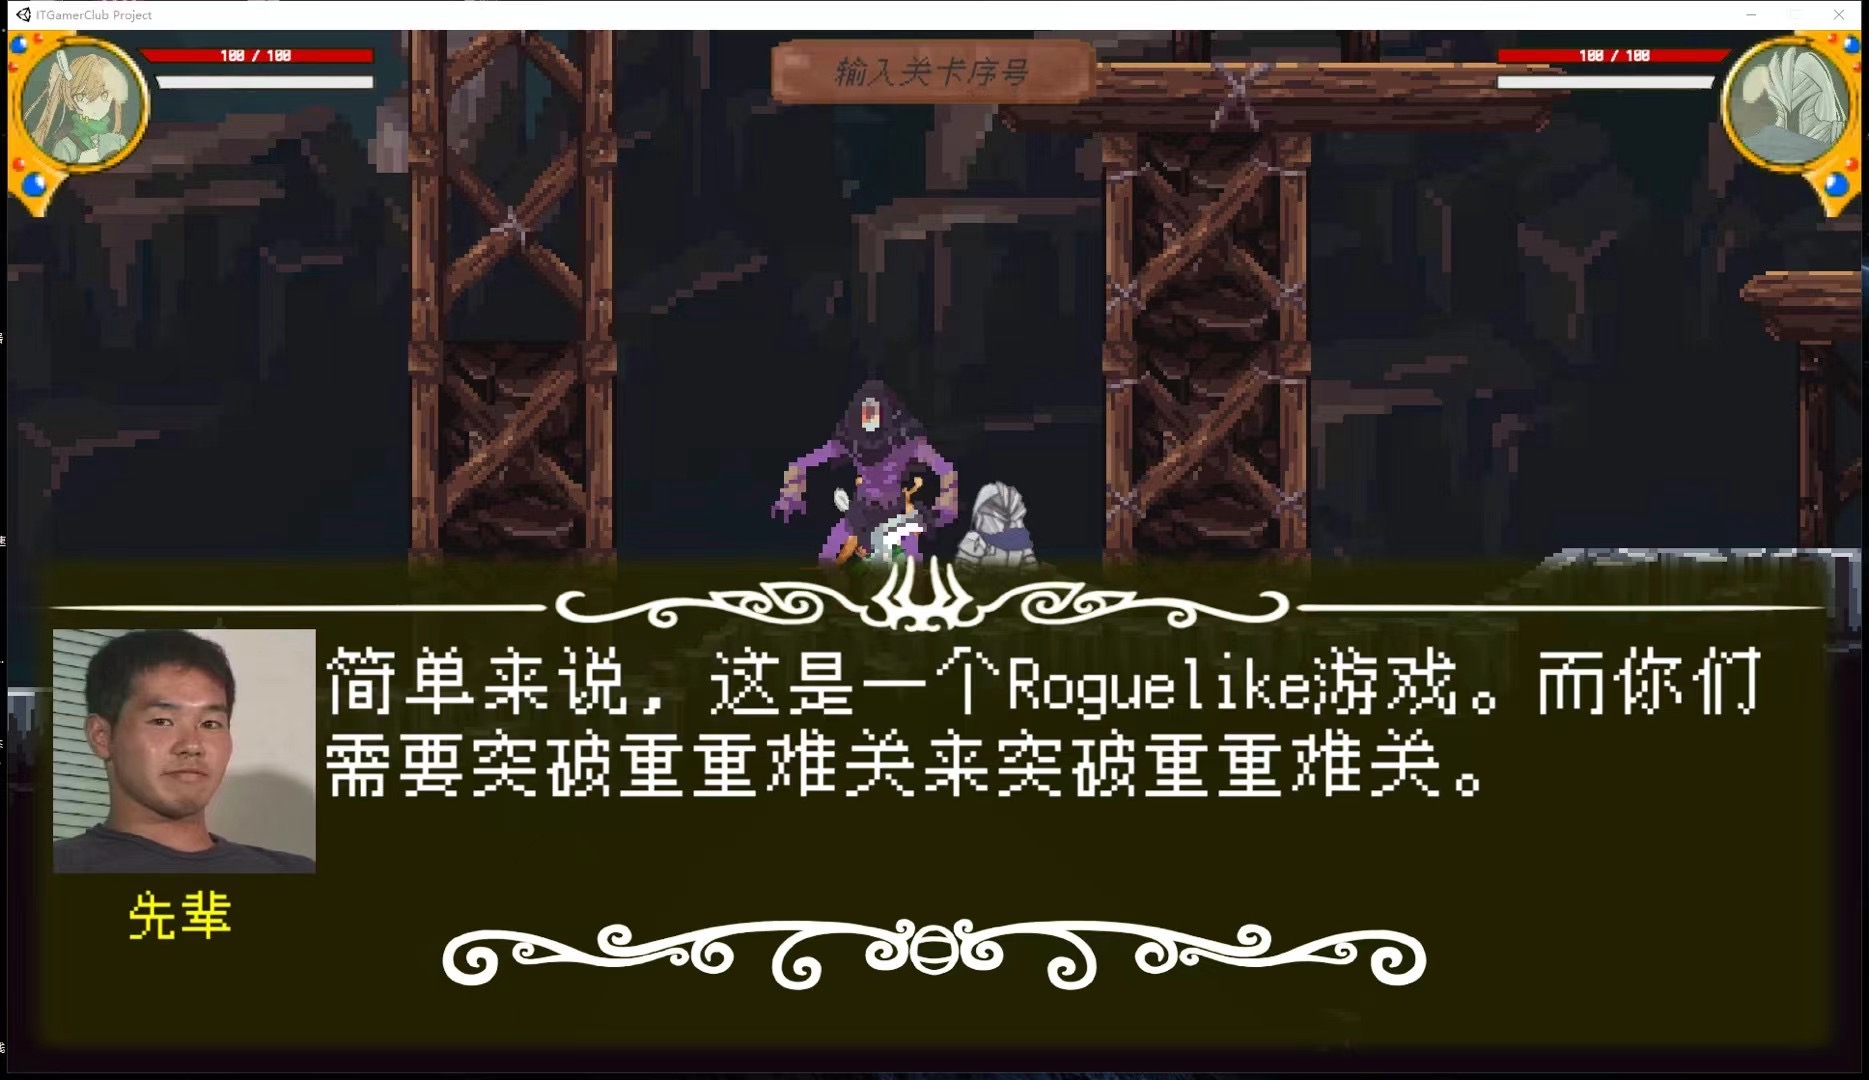 ITGamerClub Project
100 / 100
输入关卡序号
100 / 100
简单来说，这是一个Roguelike游戏。而你们
需要突破重重难关来突破重重难关。
先辈